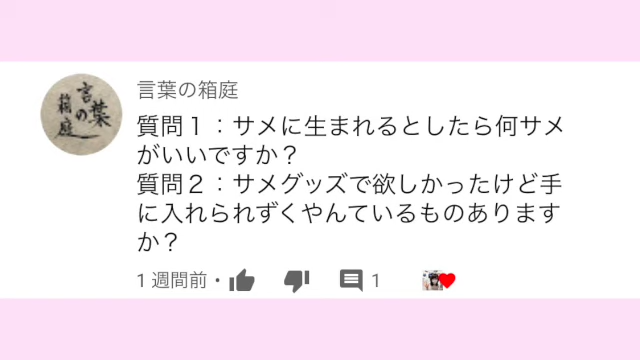 言葉の箱庭
言葉の箱庭
質問１：サメに生まれるとしたら何サメ
がいいですか？
質問２：サメグッズで欲しかったけど手
に入れられずくやんているものあります
か？
1 週間前・
1